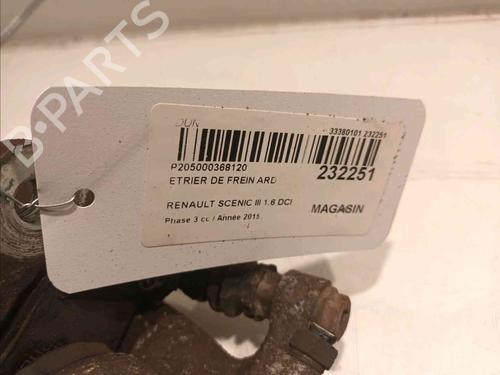 B-PARTS
DUN
33380101 232251
P205000368120
232251
ETRIER DE FREIN ARD
RENAULT SCENIC III 1.6 DCI
MAGASIN
Phase 3 cc / Année 2015